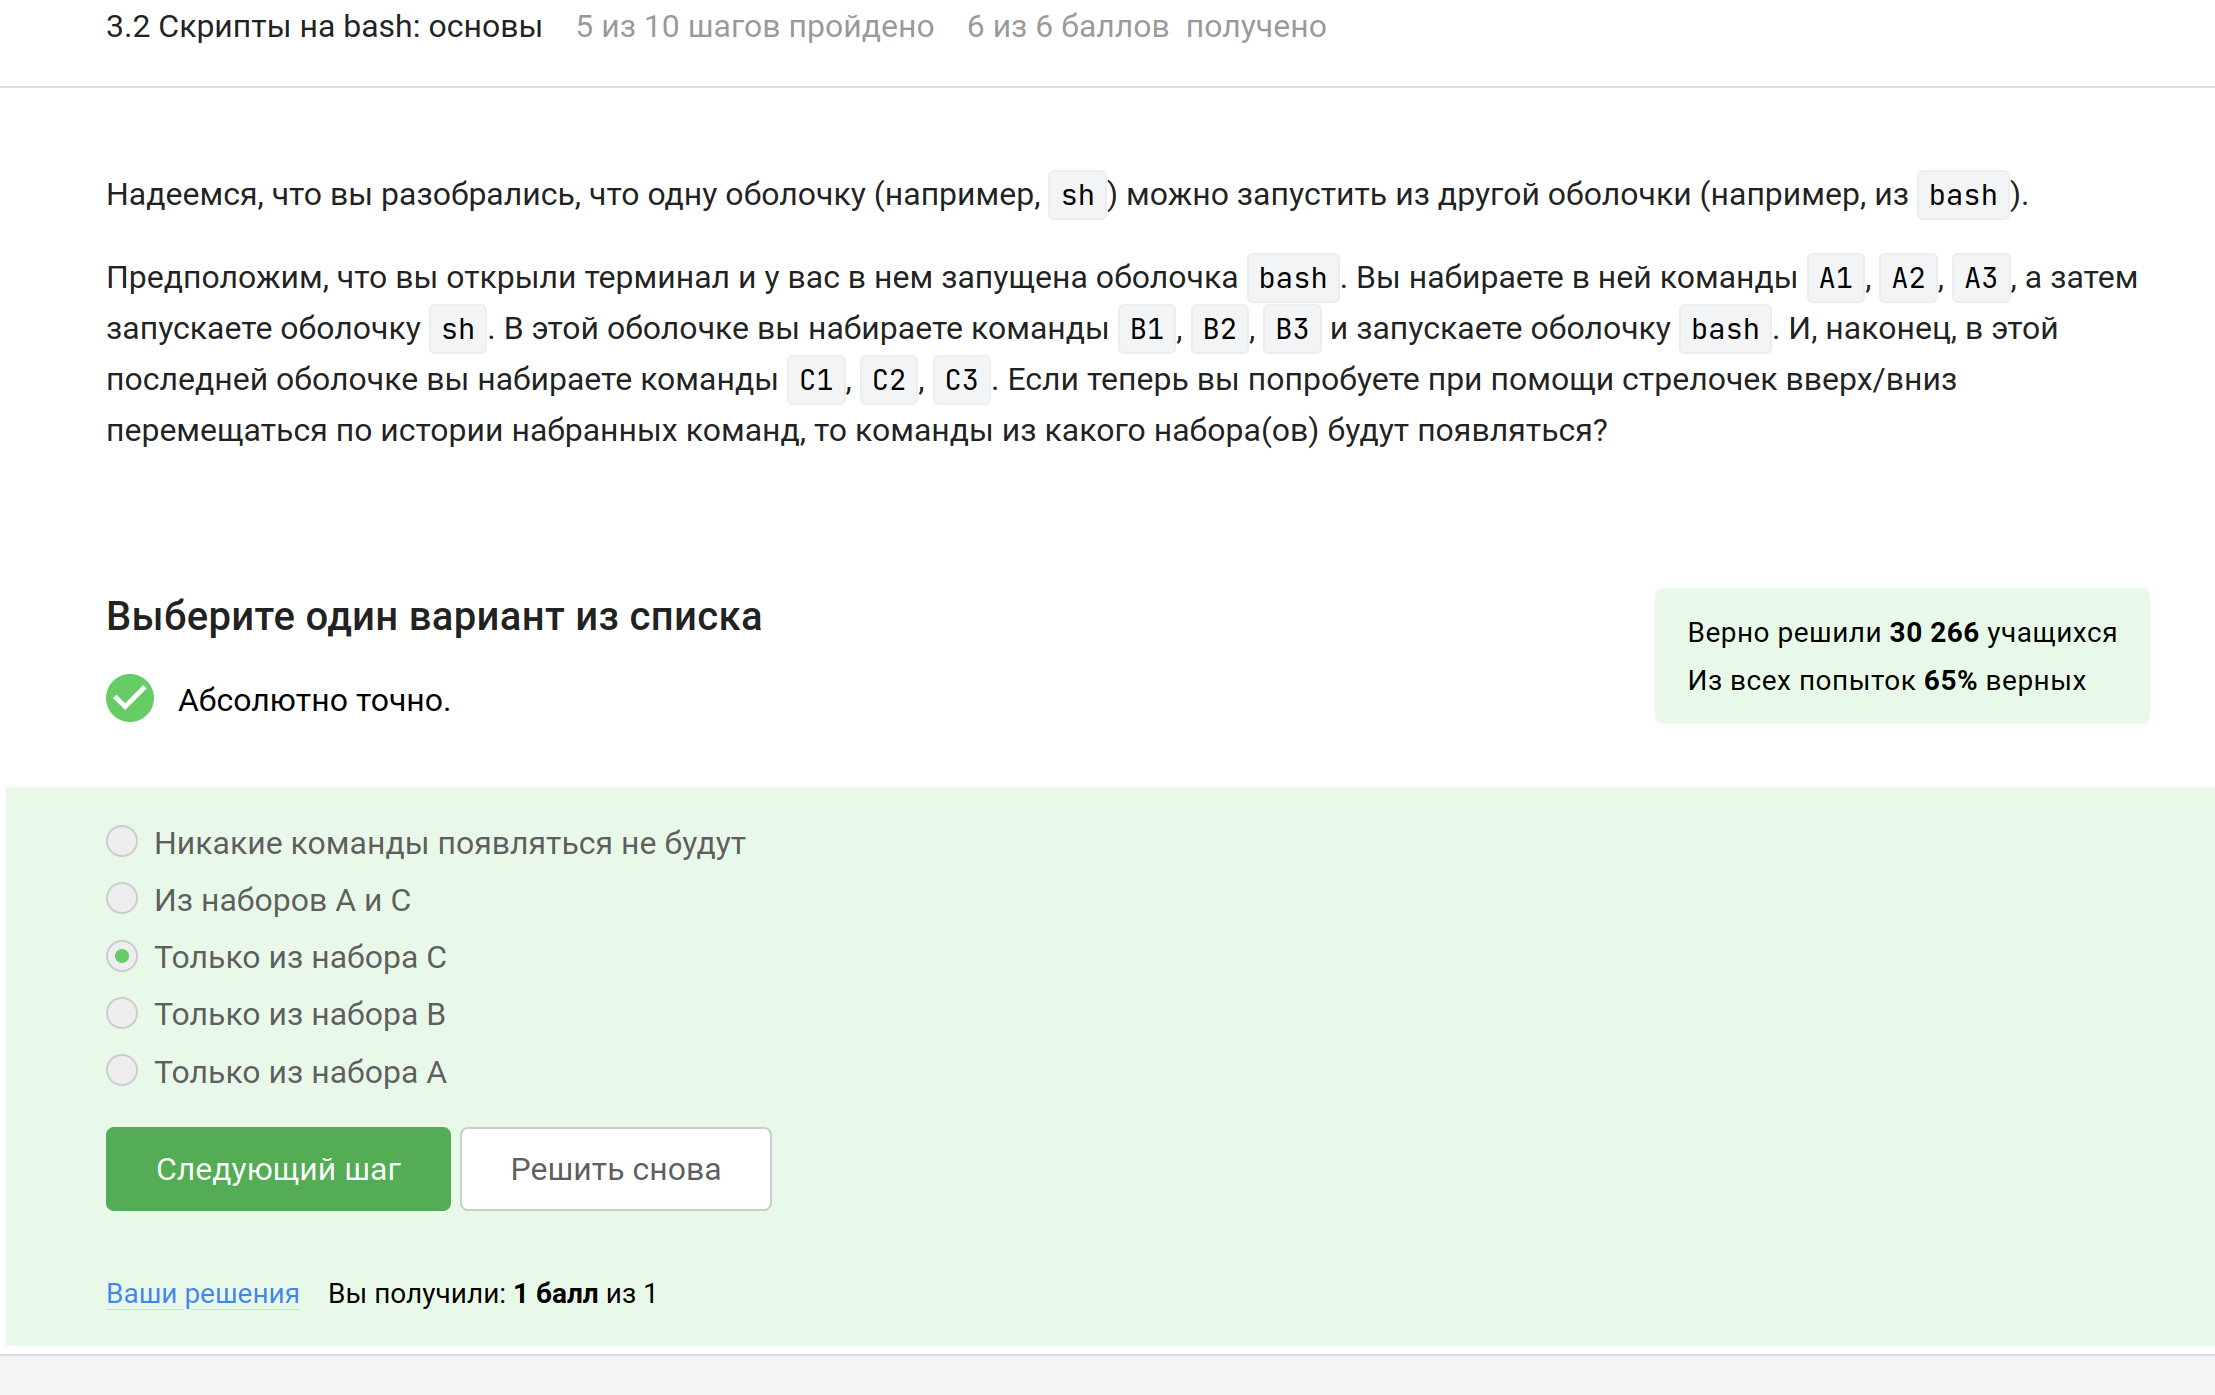 3.2 Скрипты на bash: основы 5 из 10 шагов пройдено 6 из 6 баллов получено
Надеемся, что вы разобрались, что одну оболочку (например, sh) можно запустить из другой оболочки (например, из bash).
Предположим, что вы открыли терминал и у вас в нем запущена оболочка bash. Вы набираете в ней команды A1, A2, A3, а затем
запускаете оболочку sh. В этой оболочке вы набираете команды B1, B2, B3 и запускаете оболочку bash. И, наконец, в этой
последней оболочке вы набираете команды C1, C2, C3. Если теперь вы попробуете при помощи стрелочек вверх/вниз
перемещаться по истории набранных команд, то команды из какого набора(ов) будут появляться?
Выберите один вариант из списка
Верно решили 30 266 учащихся
Из всех попыток 65% верных
Абсолютно точно.
Никакие команды появляться не будут
Из наборов A и C
Только из набора C
Только из набора B
Только из набора A
Следующий шаг Решить снова
Ваши решения Вы получили: 1 балл из 1